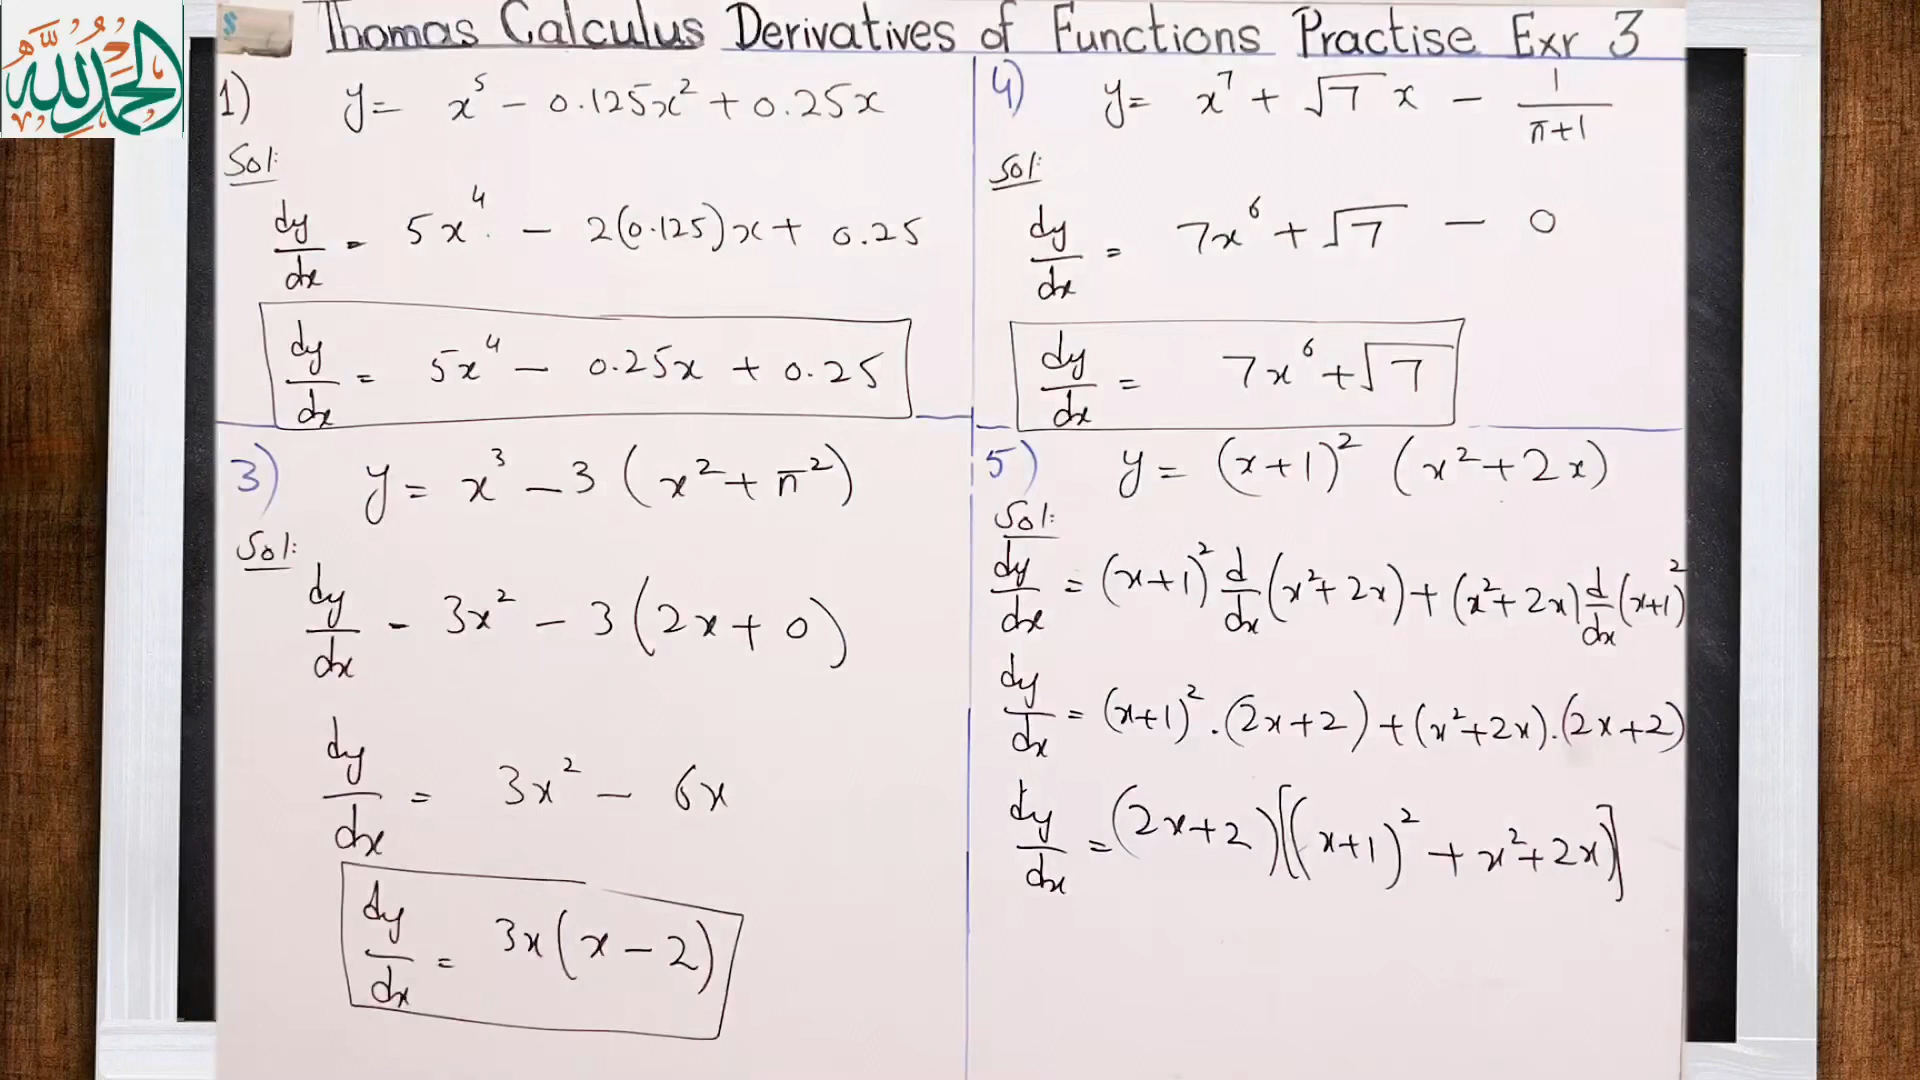 الحمد لله
Thomas Calculus Derivatives of Functions Practise Exr 3
1) y = x^5 - 0.125x^2 + 0.25x
Sol:
dy/dx = 5x^4 - 2(0.125)x + 0.25
dy/dx = 5x^4 - 0.25x + 0.25
3) y = x^3 - 3 (x^2 + π^2)
Sol:
dy/dx - 3x^2 - 3(2x + 0)
dy/dx = 3x^2 - 6x
dy/dx = 3x(x - 2)
4) y = x^7 + √7 x - 1/(π+1)
Sol:
dy/dx = 7x^6 + √7 - 0
dy/dx = 7x^6 + √7
5) y = (x+1)^2 (x^2 + 2x)
Sol:
dy/dx = (x+1)^2 d/dx (x^2 + 2x) + (x^2 + 2x) d/dx (x+1)^2
dy/dx = (x+1)^2 . (2x+2) + (x^2+2x) . (2x+2)
dy/dx = (2x+2)[(x+1)^2 + x^2 + 2x]